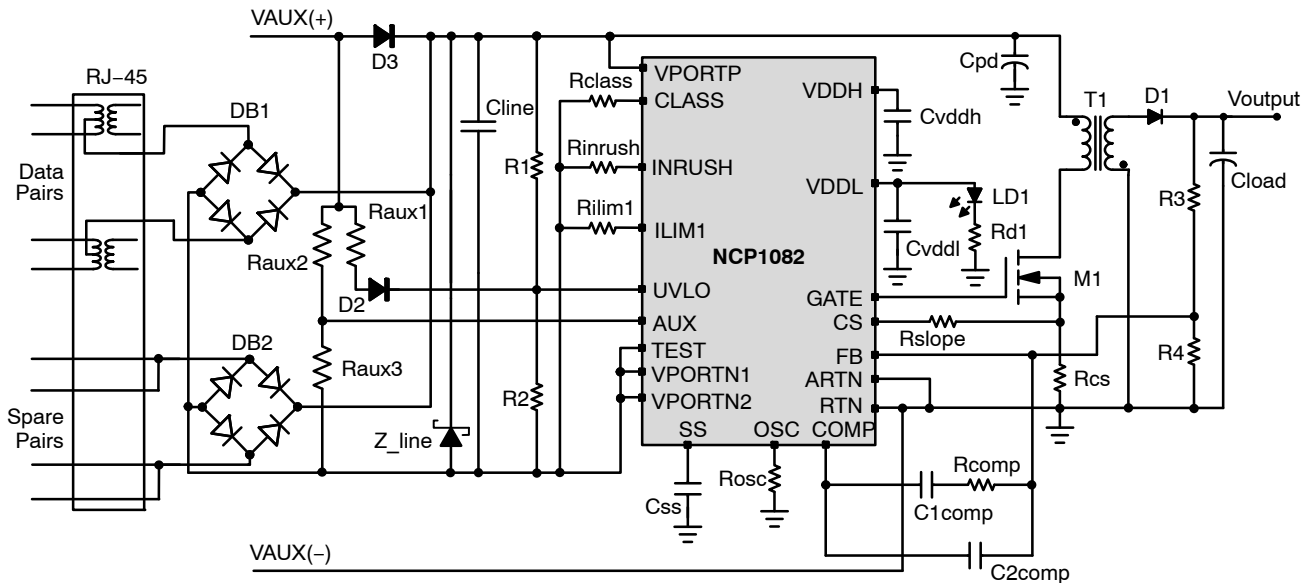 VAUX(+)
D3
RJ–45
Data
Pairs
Spare
Pairs
DB1
DB2
Raux1
Raux2
D2
Raux3
Z_line
Cline
R1
R2
Rclass
Rinrush
Rilim1
VPORTP
CLASS
INRUSH
ILIM1
NCP1082
UVLO
AUX
TEST
VPORTN1
VPORTN2
SS
OSC
COMP
VDDH
VDDL
GATE
CS
FB
ARTN
RTN
Cvddh
Cvddl
LD1
Rd1
Cpd
T1
D1
Voutput
Cload
R3
R4
M1
Rslope
Rcs
Css
Rosc
Rcomp
C1comp
C2comp
VAUX(–)